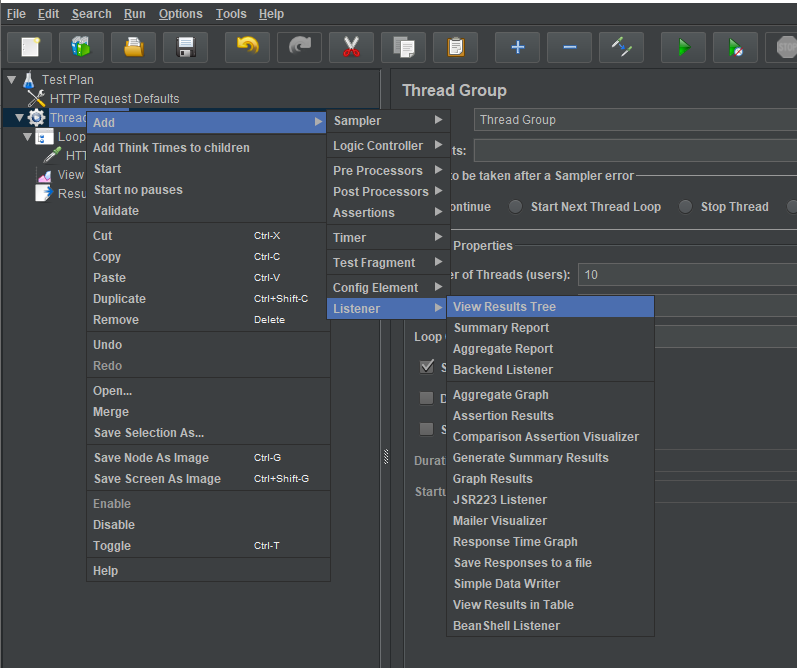 File Edit Search Run Options Tools Help
STOP
Test Plan
HTTP Request Defaults
Thread
Loop
HTT
View
Resu
Add
Add Think Times to children
Start
Start no pauses
Validate
Cut Ctrl-X
Copy Ctrl-C
Paste Ctrl-V
Duplicate Ctrl+Shift-C
Remove Delete
Undo
Redo
Open...
Merge
Save Selection As...
Save Node As Image Ctrl-G
Save Screen As Image Ctrl+Shift-G
Enable
Disable
Toggle Ctrl-T
Help
Sampler
Logic Controller
Pre Processors
Post Processors
Assertions
Timer
Test Fragment
Config Element
Listener
View Results Tree
Summary Report
Aggregate Report
Backend Listener
Aggregate Graph
Assertion Results
Comparison Assertion Visualizer
Generate Summary Results
Graph Results
JSR223 Listener
Mailer Visualizer
Response Time Graph
Save Responses to a file
Simple Data Writer
View Results in Table
BeanShell Listener
Thread Group
Thread Group
ts:
to be taken after a Sampler error
ontinue Start Next Thread Loop Stop Thread
Properties
er of Threads (users): 10
Loop
S
D
S
Durat
Startu